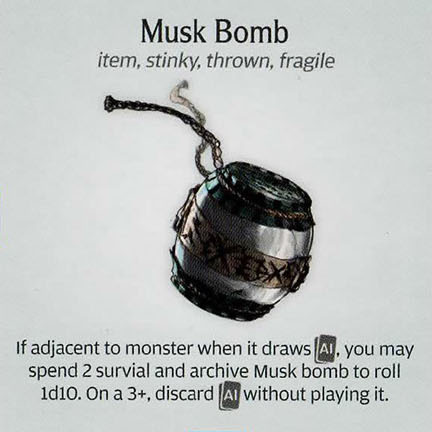 Musk Bomb
item, stinky, thrown, fragile
If adjacent to monster when it draws AI, you may
spend 2 survial and archive Musk bomb to roll
1d10. On a 3+, discard AI without playing it.